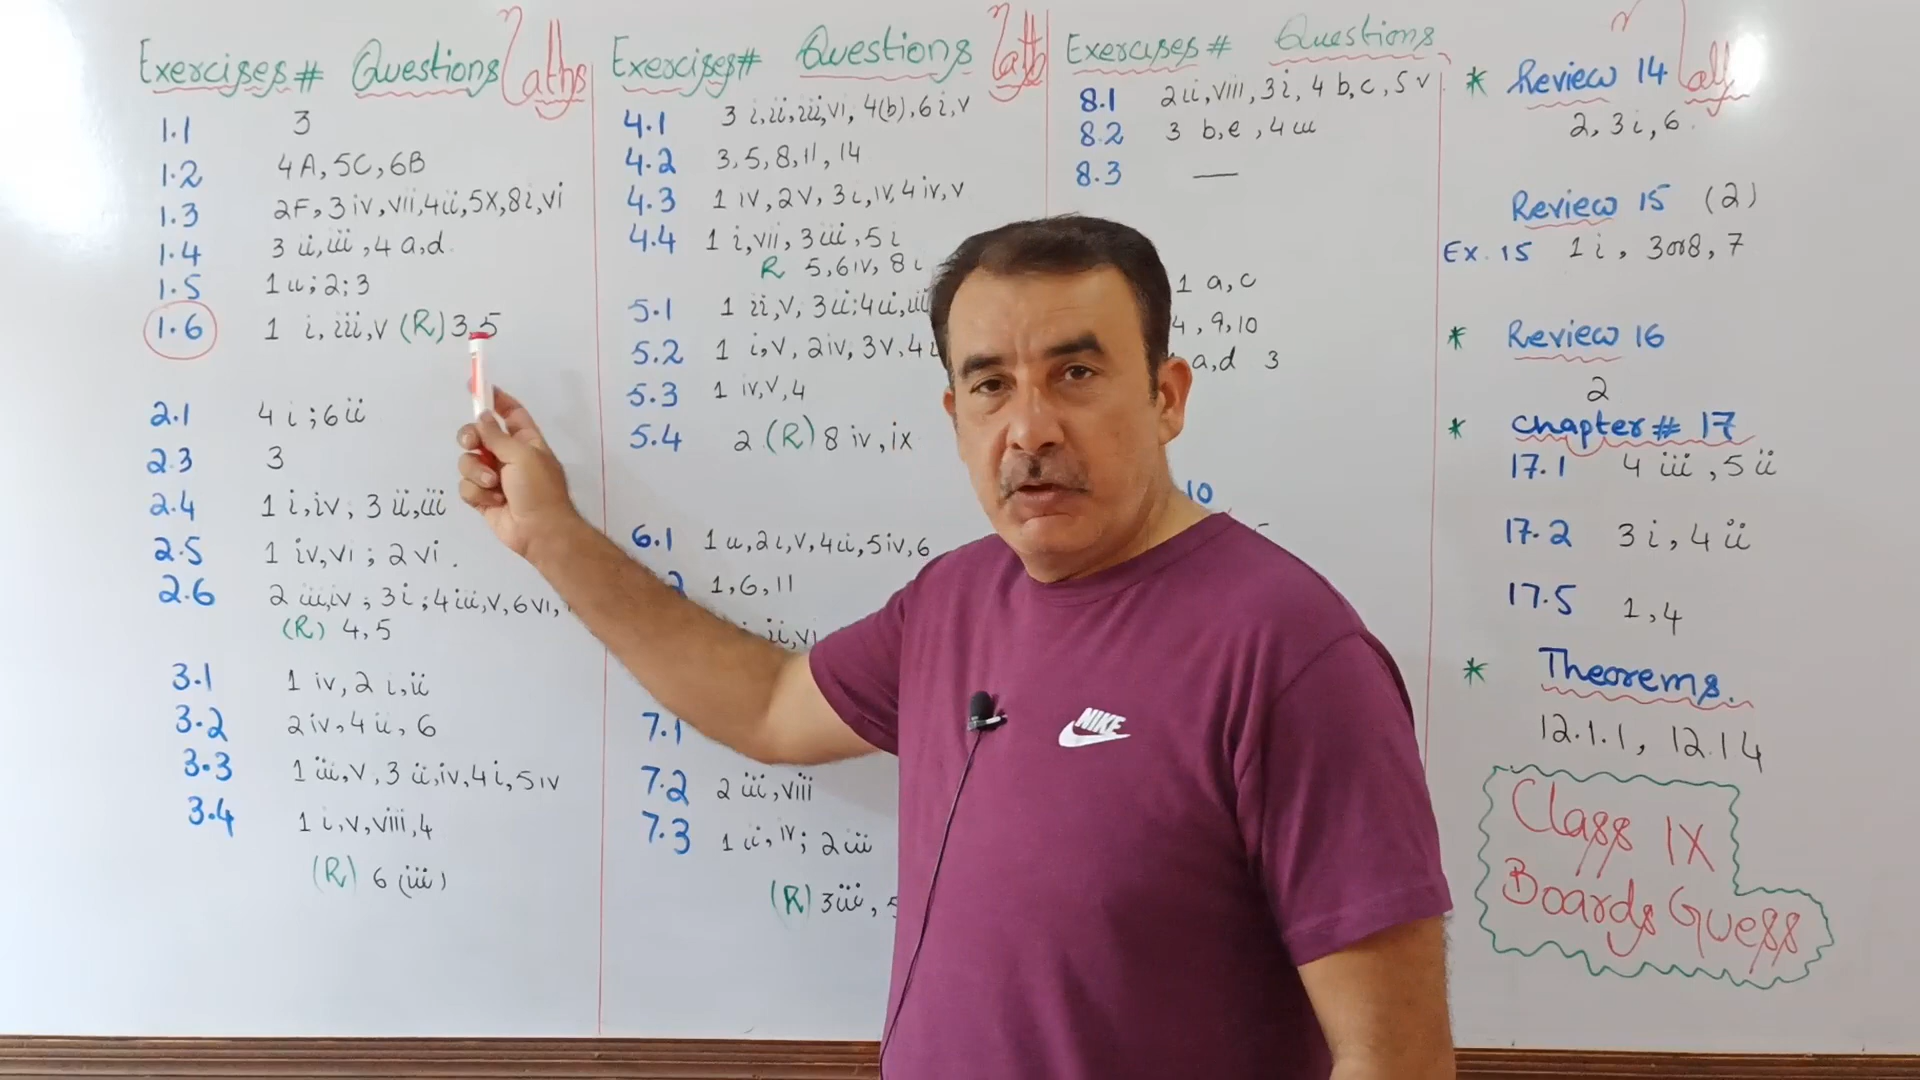 Exercises# Questions Maths
1.1 3
1.2 4A, 5C, 6B
1.3 2F, 3iv, vii, 4ii, 5x, 8i, vi
1.4 3 ii, iii, 4 a, d
1.5 1 ii; 2; 3
1.6 1 i, iii, v (R) 3,5
2.1 4 i ; 6 ii
2.3 3
2.4 1 i, iv, 3 ii, iii
2.5 1 iv, vi ; 2 vi.
2.6 2 iii, iv ; 3 i ; 4 iii, v, 6 vi,
(R) 4, 5
3.1 1 iv, 2 i, ii
3.2 2iv, 4 ii, 6
3.3 1 iii, v, 3 ii, iv, 4 i, 5 iv
3.4 1 i, v, viii, 4
(R) 6 (iii)
Exercises# Questions Math
4.1 3 i, ii, iii, vi, 4(b), 6 i, v
4.2 3, 5, 8, 11, 14
4.3 1 iv, 2 v, 3 i, iv, 4 iv, v
4.4 1 i, vii, 3 iii, 5 i
R 5, 6 iv, 8 i
5.1 1 ii, v, 3 ii; 4 ii, iii
5.2 1 i, v, 2iv, 3v, 4
5.3 1 iv, v, 4
5.4 2 (R) 8 iv, ix
6.1 1 ii, 2 i, v, 4 ii, 5 iv, 6
2 1, 6, 11
ii, vi
7.1
7.2 2 iii, viii
7.3 1 ii, iv; 2 iii
(R) 3 iii,
Exercises # Questions
8.1 2 ii, viii, 3 i, 4 b, c, 5 v
8.2 3 b, e, 4 iii
8.3 —
1 a, c
4, 9, 10
a, d 3
10
Math
* Review 14
2, 3 i, 6.
Review 15 (2)
Ex. 15 1 i, 3 or 8, 7
* Review 16
2
* Chapter # 17
17.1 4 iii, 5 ii
17.2 3 i, 4 ii
17.5 1, 4
* Theorems.
12.1.1, 12.1.4
Class IX
Boards Guess
NIKE